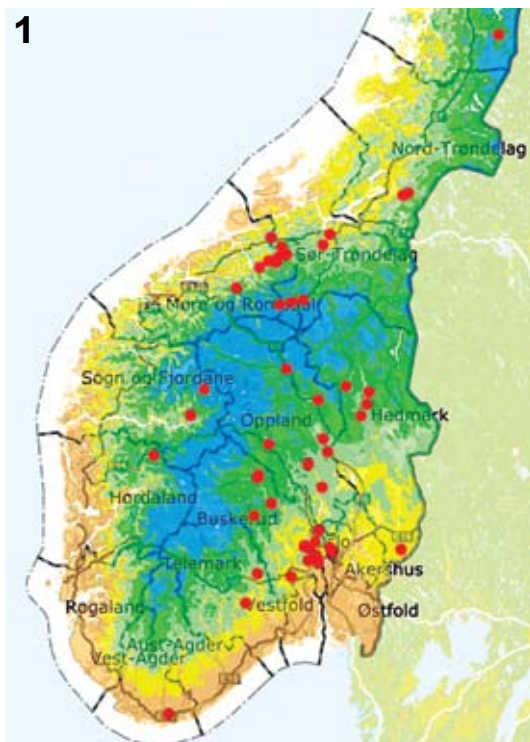 1
Nord-Trøndelag
Sør-Trøndelag
Møre og Romsdal
Sogn og Fjordane
Oppland
Hedmark
Hordaland
Buskerud
Oslo
Telemark
Akershus
Rogaland
Vestfold
Østfold
Aust-Agder
Vest-Agder